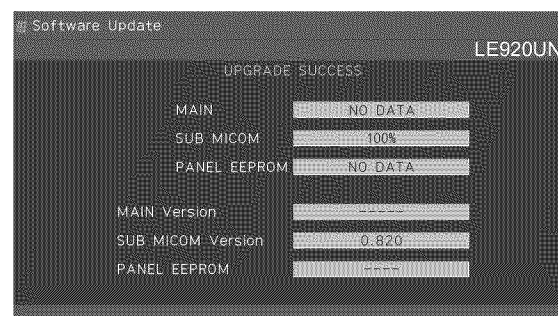 Software Update
LE920UN
UPGRADE SUCCESS
MAIN NO DATA
SUB MICOM 100%
PANEL EEPROM NO DATA
MAIN Version -----
SUB MICOM Version 0.820
PANEL EEPROM ----